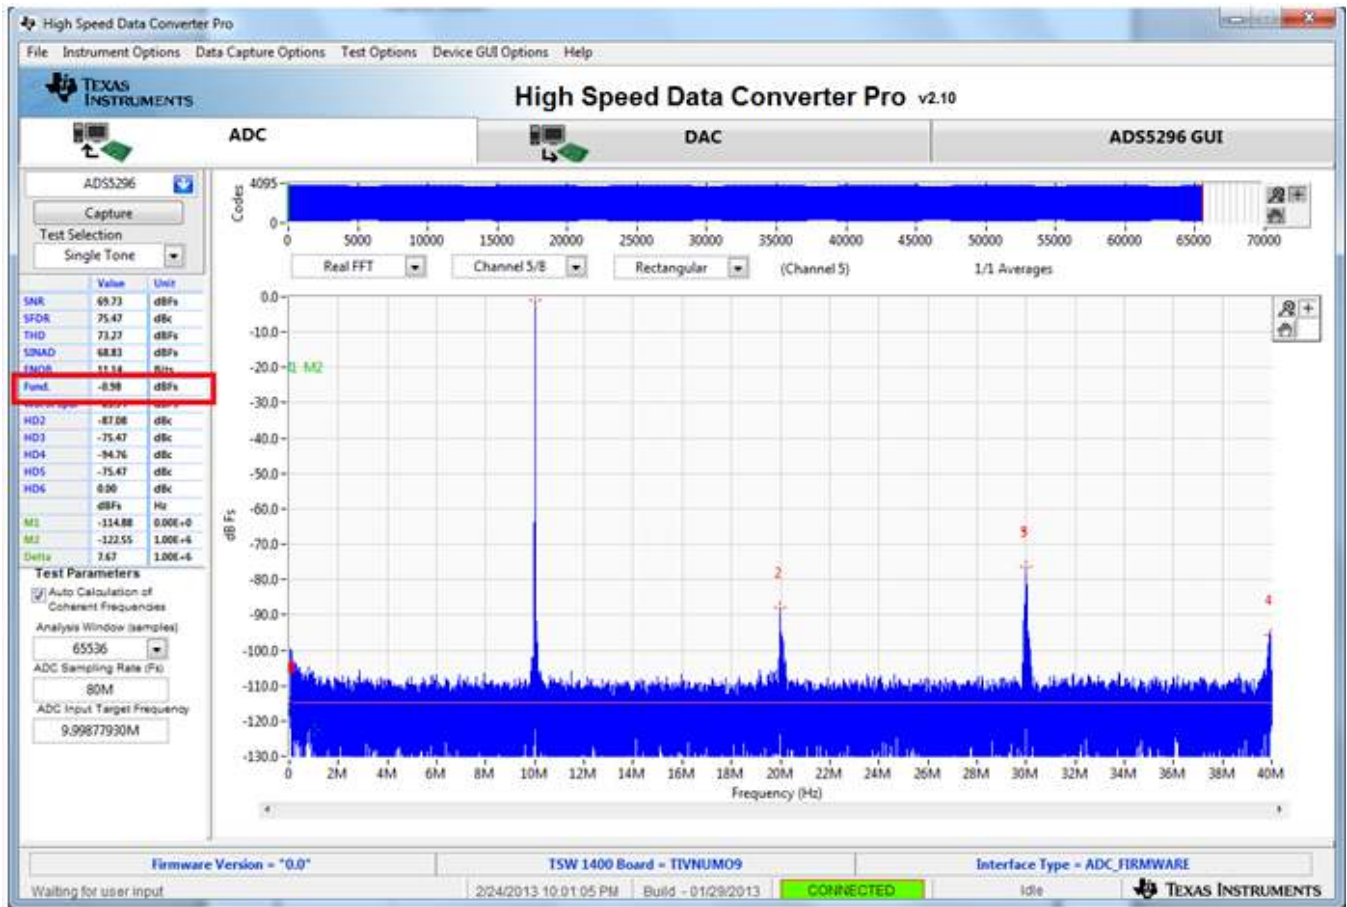 High Speed Data Converter Pro
File Instrument Options Data Capture Options Test Options Device GUI Options Help
TEXAS INSTRUMENTS
High Speed Data Converter Pro v2.10
ADC
DAC
ADS5296 GUI
ADS5296
Capture
Test Selection
Single Tone
Value Unit
SNR 69.73 dBFs
SFDR 75.47 dBc
THD 73.27 dBFs
SINAD 68.83 dBFs
ENOB 11.14 Bits
Fund. -0.98 dBFs
HD2 -87.08 dBc
HD3 -75.47 dBc
HD4 -94.76 dBc
HD5 -75.47 dBc
HD6 0.00 dBc
dBFs Hz
M1 -114.88 0.00E+0
M2 -122.55 1.00E+6
Delta 7.67 1.00E+6
Test Parameters
Auto Calculation of
Coherent Frequencies
Analysis Window (samples)
65536
ADC Sampling Rate (Fs)
80M
ADC Input Target Frequency
9.99877930M
Codes
4095
0
0 5000 10000 15000 20000 25000 30000 35000 40000 45000 50000 55000 60000 65000 70000
Real FFT Channel 5/8 Rectangular (Channel 5) 1/1 Averages
dBFs
0.0
-10.0
-20.0
-30.0
-40.0
-50.0
-60.0
-70.0
-80.0
-90.0
-100.0
-110.0
-120.0
-130.0
M2
2
4
0 2M 4M 6M 8M 10M 12M 14M 16M 18M 20M 22M 24M 26M 28M 30M 32M 34M 36M 38M 40M
Frequency (Hz)
Firmware Version = "0.0"
TSW 1400 Board = TIVNUMO9
Interface Type = ADC_FIRMWARE
Waiting for user input
2/24/2013 10:01:05 PM
Build - 01/29/2013
CONNECTED
Idle
TEXAS INSTRUMENTS